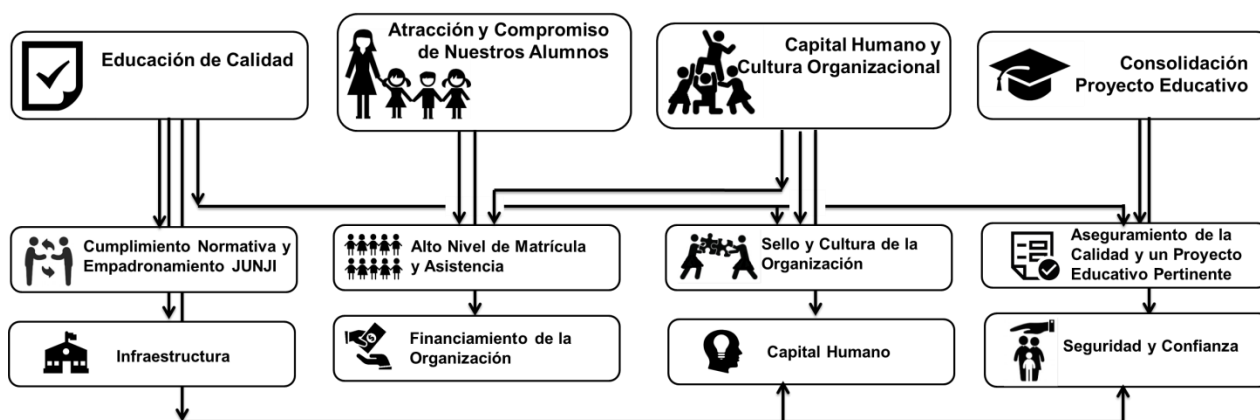 Educación de Calidad
Atracción y Compromiso
de Nuestros Alumnos
Capital Humano y
Cultura Organizacional
Consolidación
Proyecto Educativo
Cumplimiento Normativa y
Empadronamiento JUNJI
Alto Nivel de Matrícula
y Asistencia
Sello y Cultura de la
Organización
Aseguramiento de la
Calidad y un Proyecto
Educativo Pertinente
Infraestructura
Financiamiento de la
Organización
Capital Humano
Seguridad y Confianza